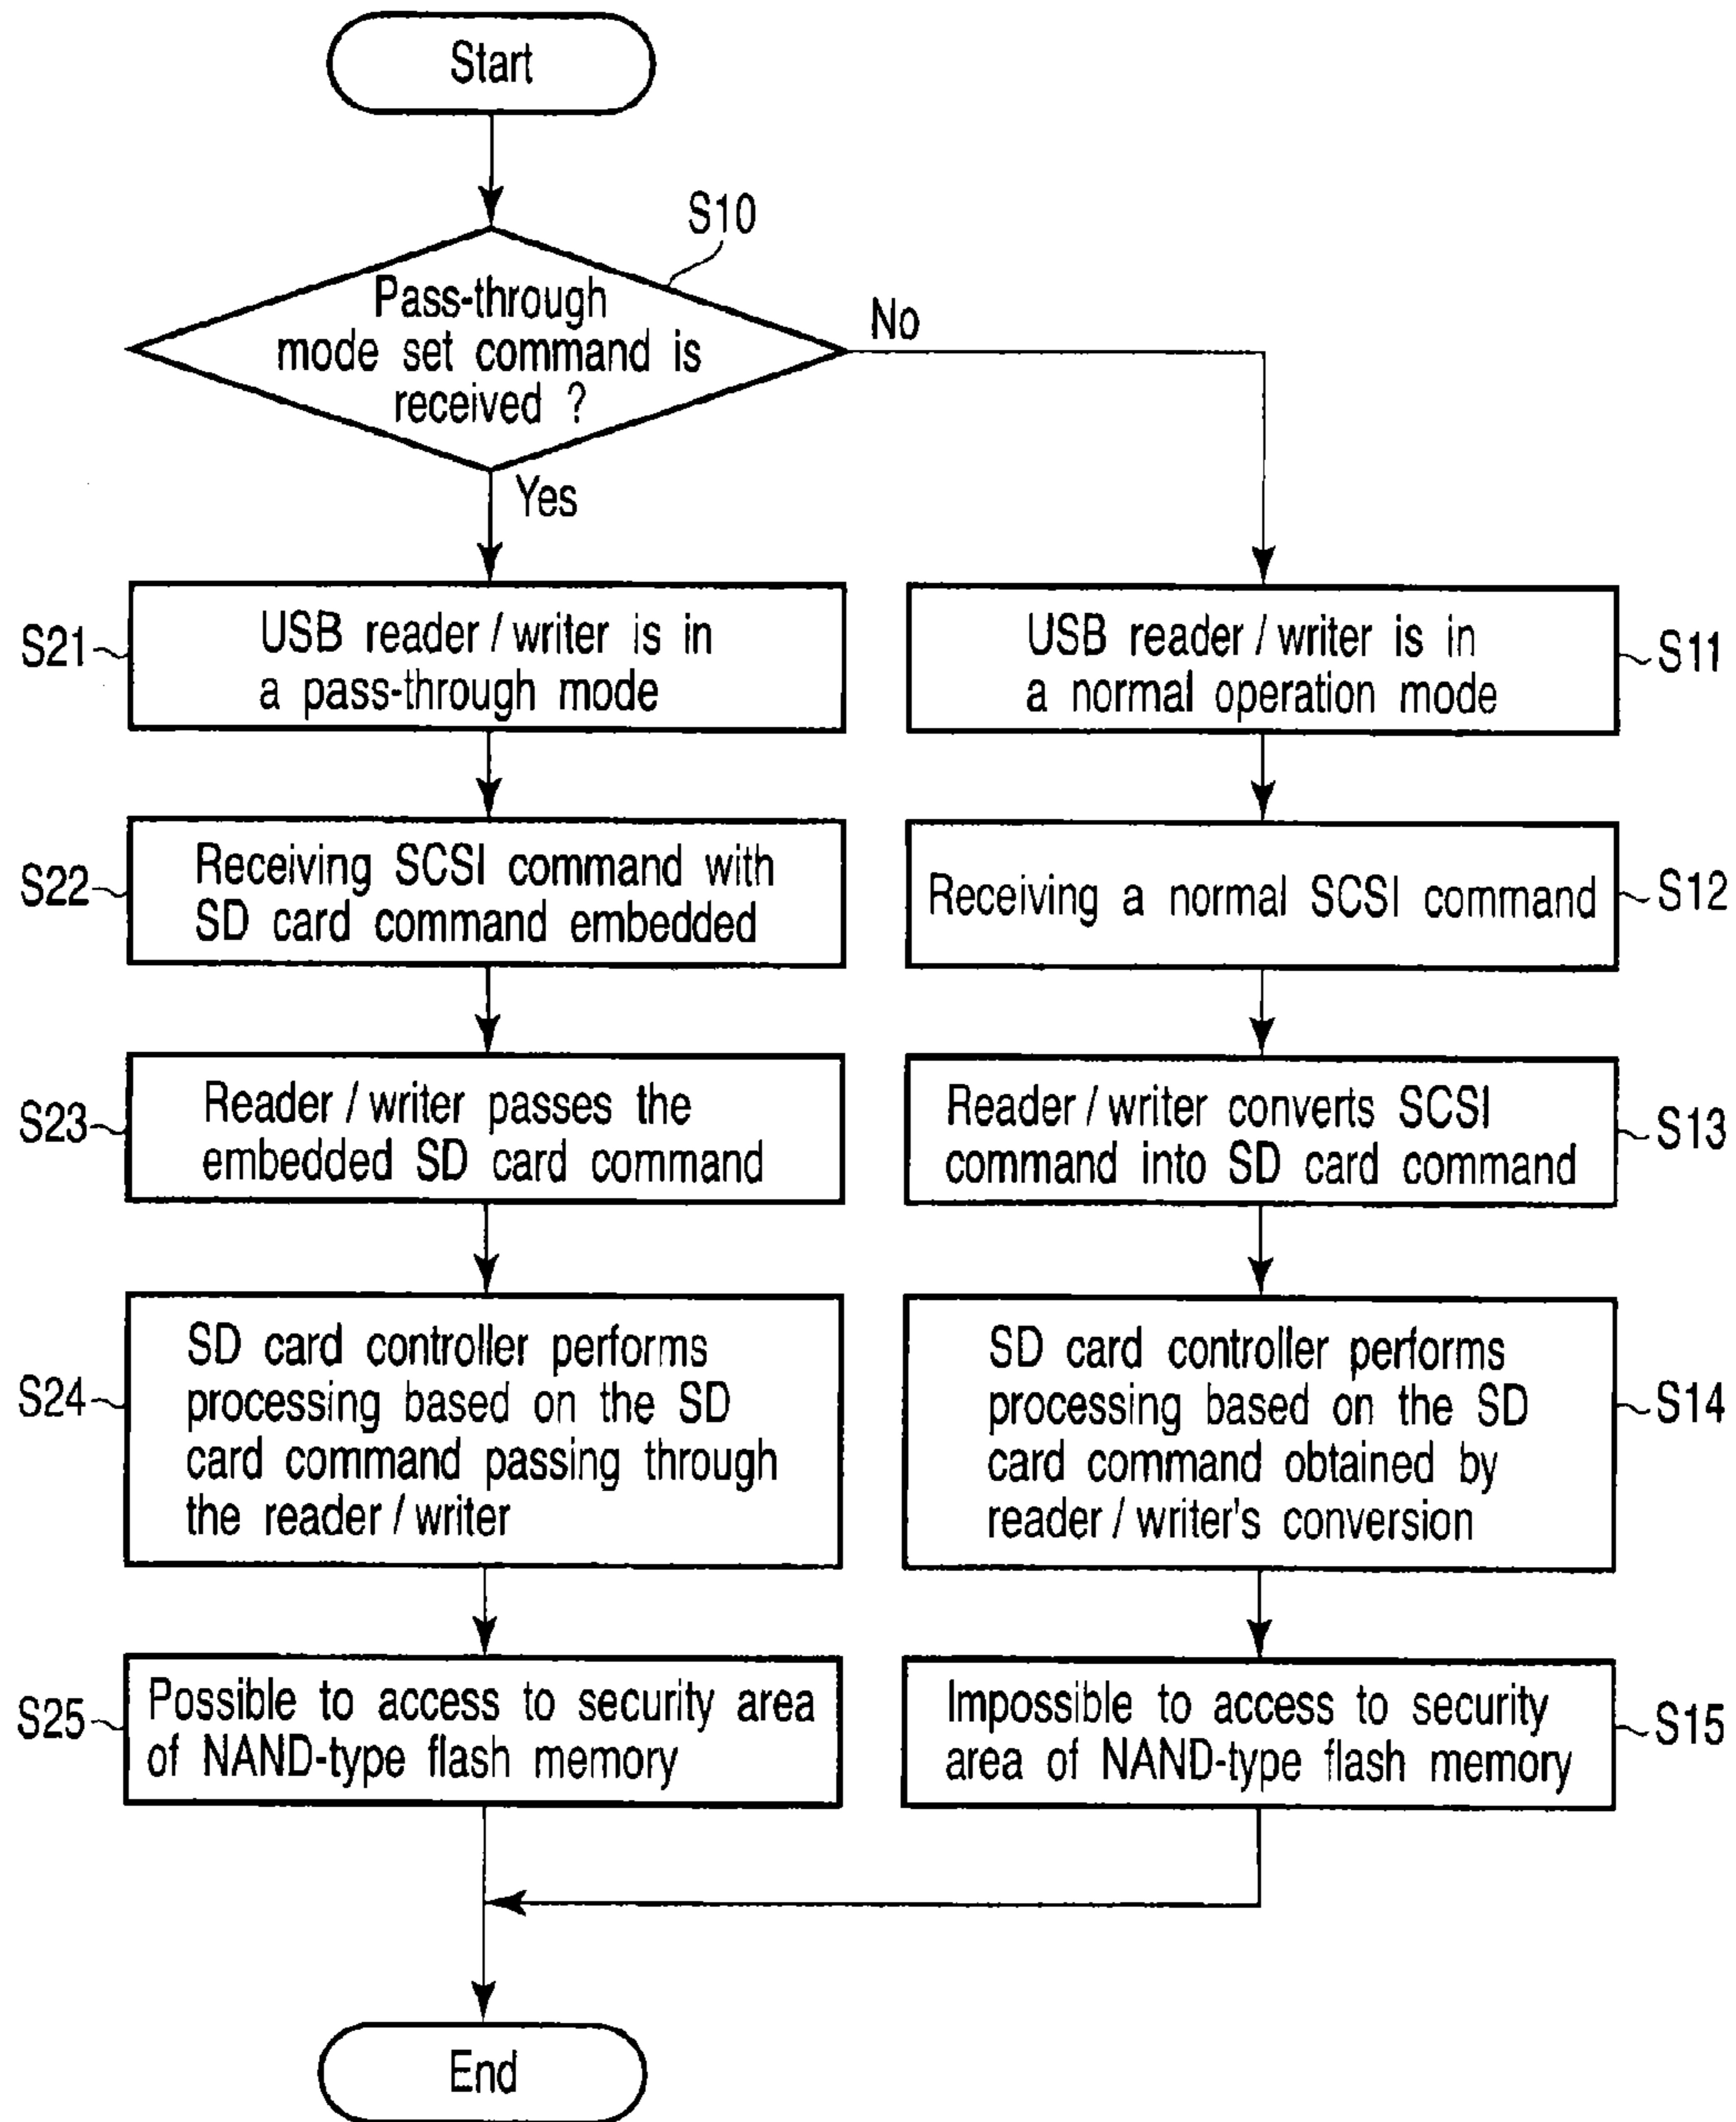 Start
S10
Pass-through
mode set command is
received ?
No
Yes
S21
USB reader / writer is in
a pass-through mode
USB reader / writer is in
a normal operation mode
S11
S22
Receiving SCSI command with
SD card command embedded
Receiving a normal SCSI command
S12
S23
Reader / writer passes the
embedded SD card command
Reader / writer converts SCSI
command into SD card command
S13
S24
SD card controller performs
processing based on the SD
card command passing through
the reader / writer
SD card controller performs
processing based on the SD
card command obtained by
reader / writer's conversion
S14
S25
Possible to access to security area
of NAND-type flash memory
Impossible to access to security
area of NAND-type flash memory
S15
End